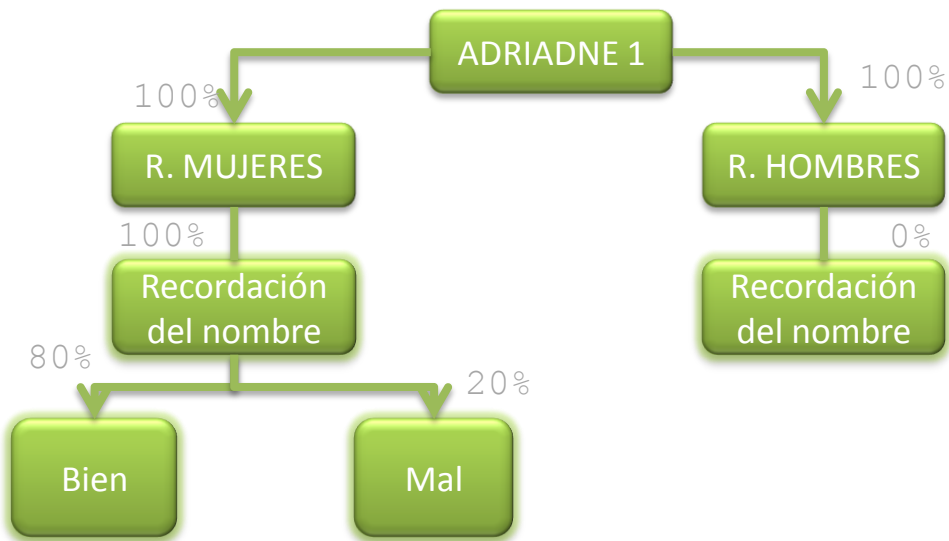 ADRIADNE 1
100%
100%
R. MUJERES
R. HOMBRES
100%
0%
Recordación
del nombre
Recordación
del nombre
80%
20%
Bien
Mal